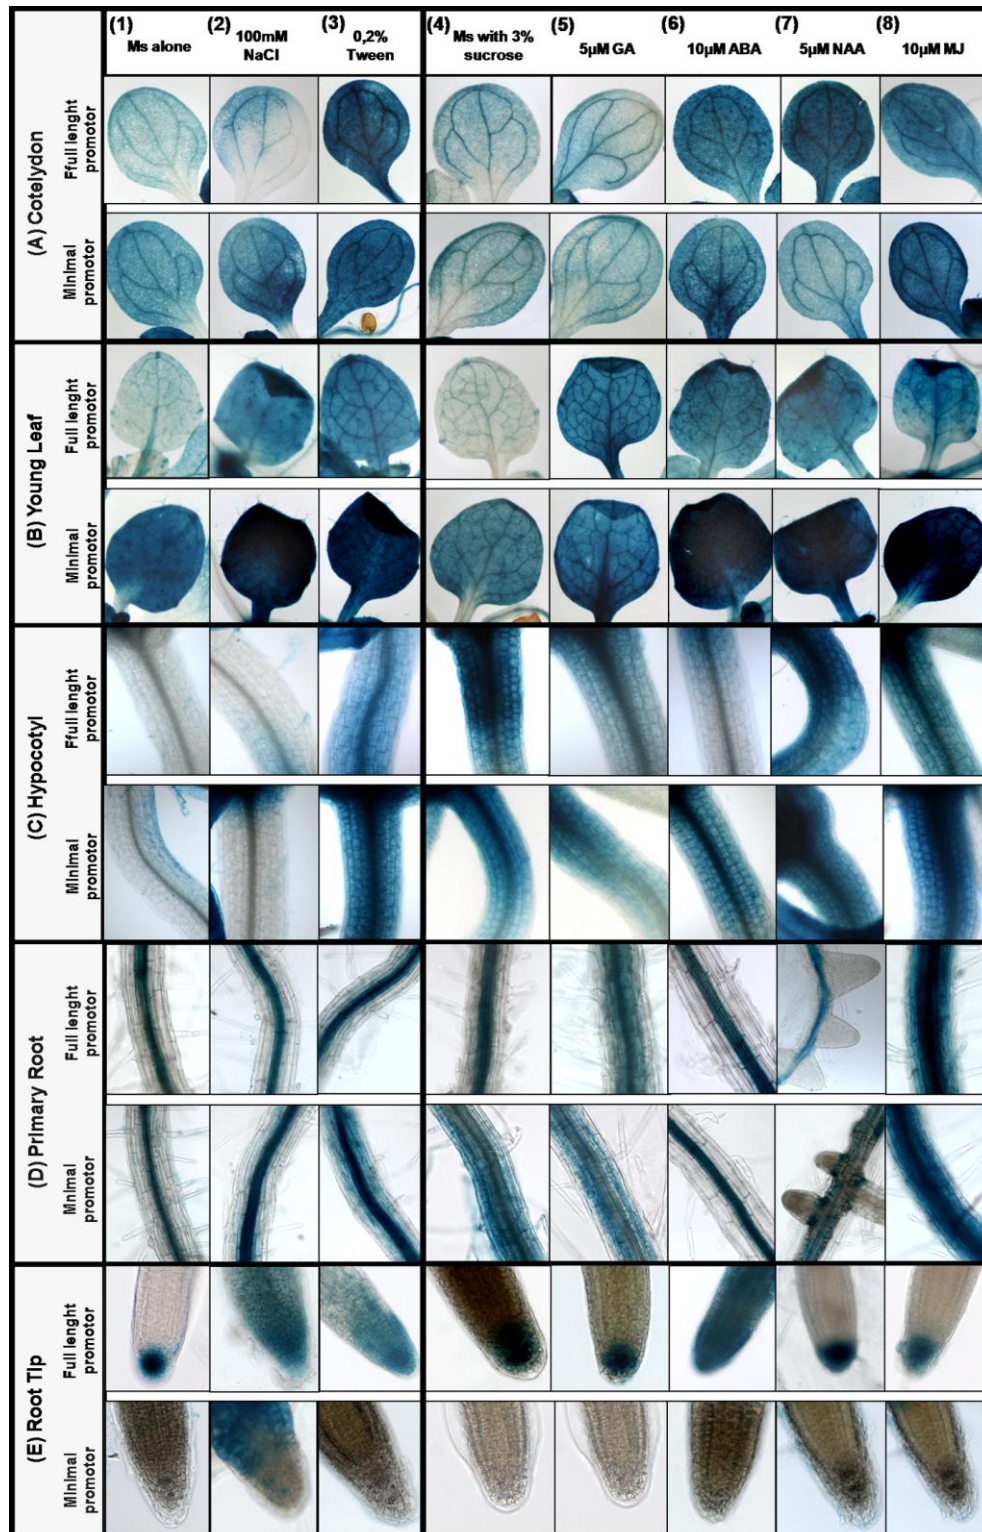 (1)
Ms alone
(2)
100mM
NaCl
(3)
0,2%
Tween
(4)
Ms with 3%
sucrose
(5)
5µM GA
(6)
10µM ABA
(7)
5µM NAA
(8)
10µM MJ
(A) Cotelydon
Ffull lenght
promotor
Minimal
promotor
(B) Young Leaf
Full lenght
promotor
Minimal
promotor
(C) Hypocotyl
Ffull lenght
promotor
Minimal
promotor
(D) Primary Root
Full lenght
promotor
Mnimal
promotor
(E) Root Tip
Full lenght
promotor
Minimal
promotor